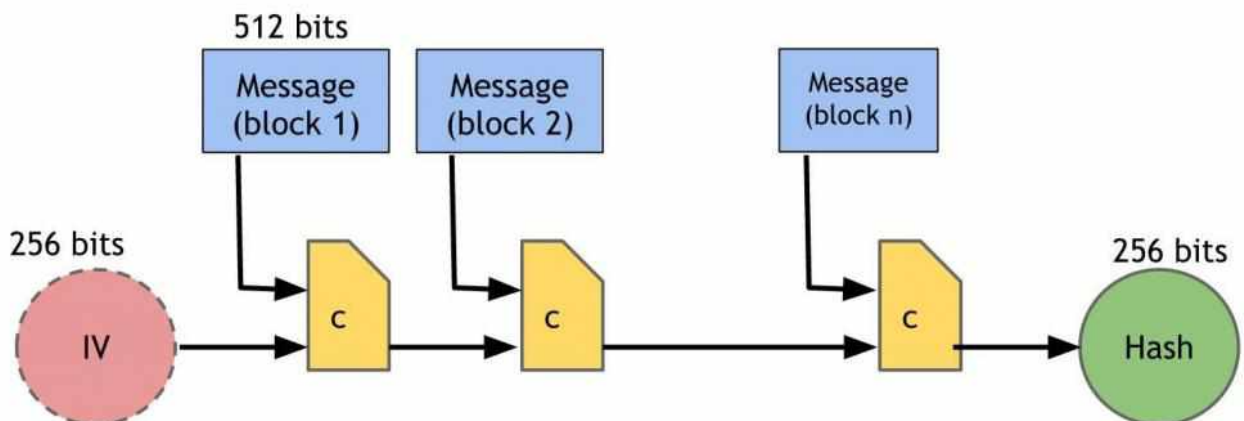 512 bits
Message
(block 1)
Message
(block 2)
Message
(block n)
256 bits
IV
c
c
c
256 bits
Hash